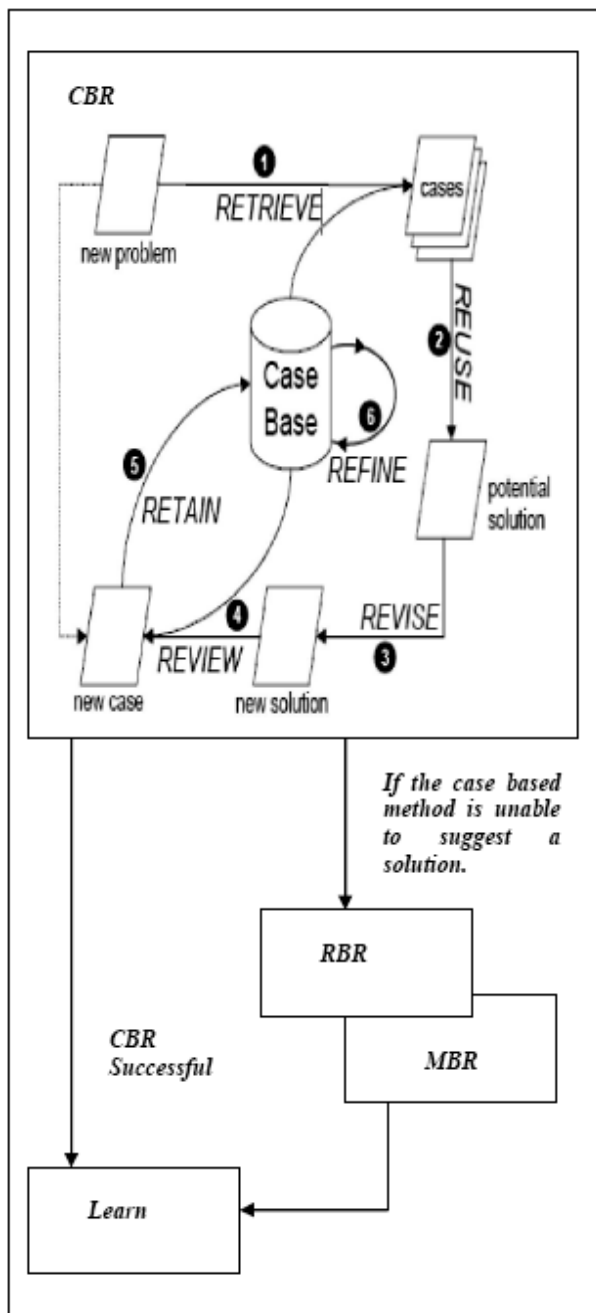 CBR
1
RETRIEVE
new problem
cases
2
REUSE
Case
Base
6
REFINE
potential
solution
5
RETAIN
4
REVIEW
REVISE
3
new case
new solution
If the case based
method is unable
to suggest a
solution.
RBR
MBR
CBR
Successful
Learn